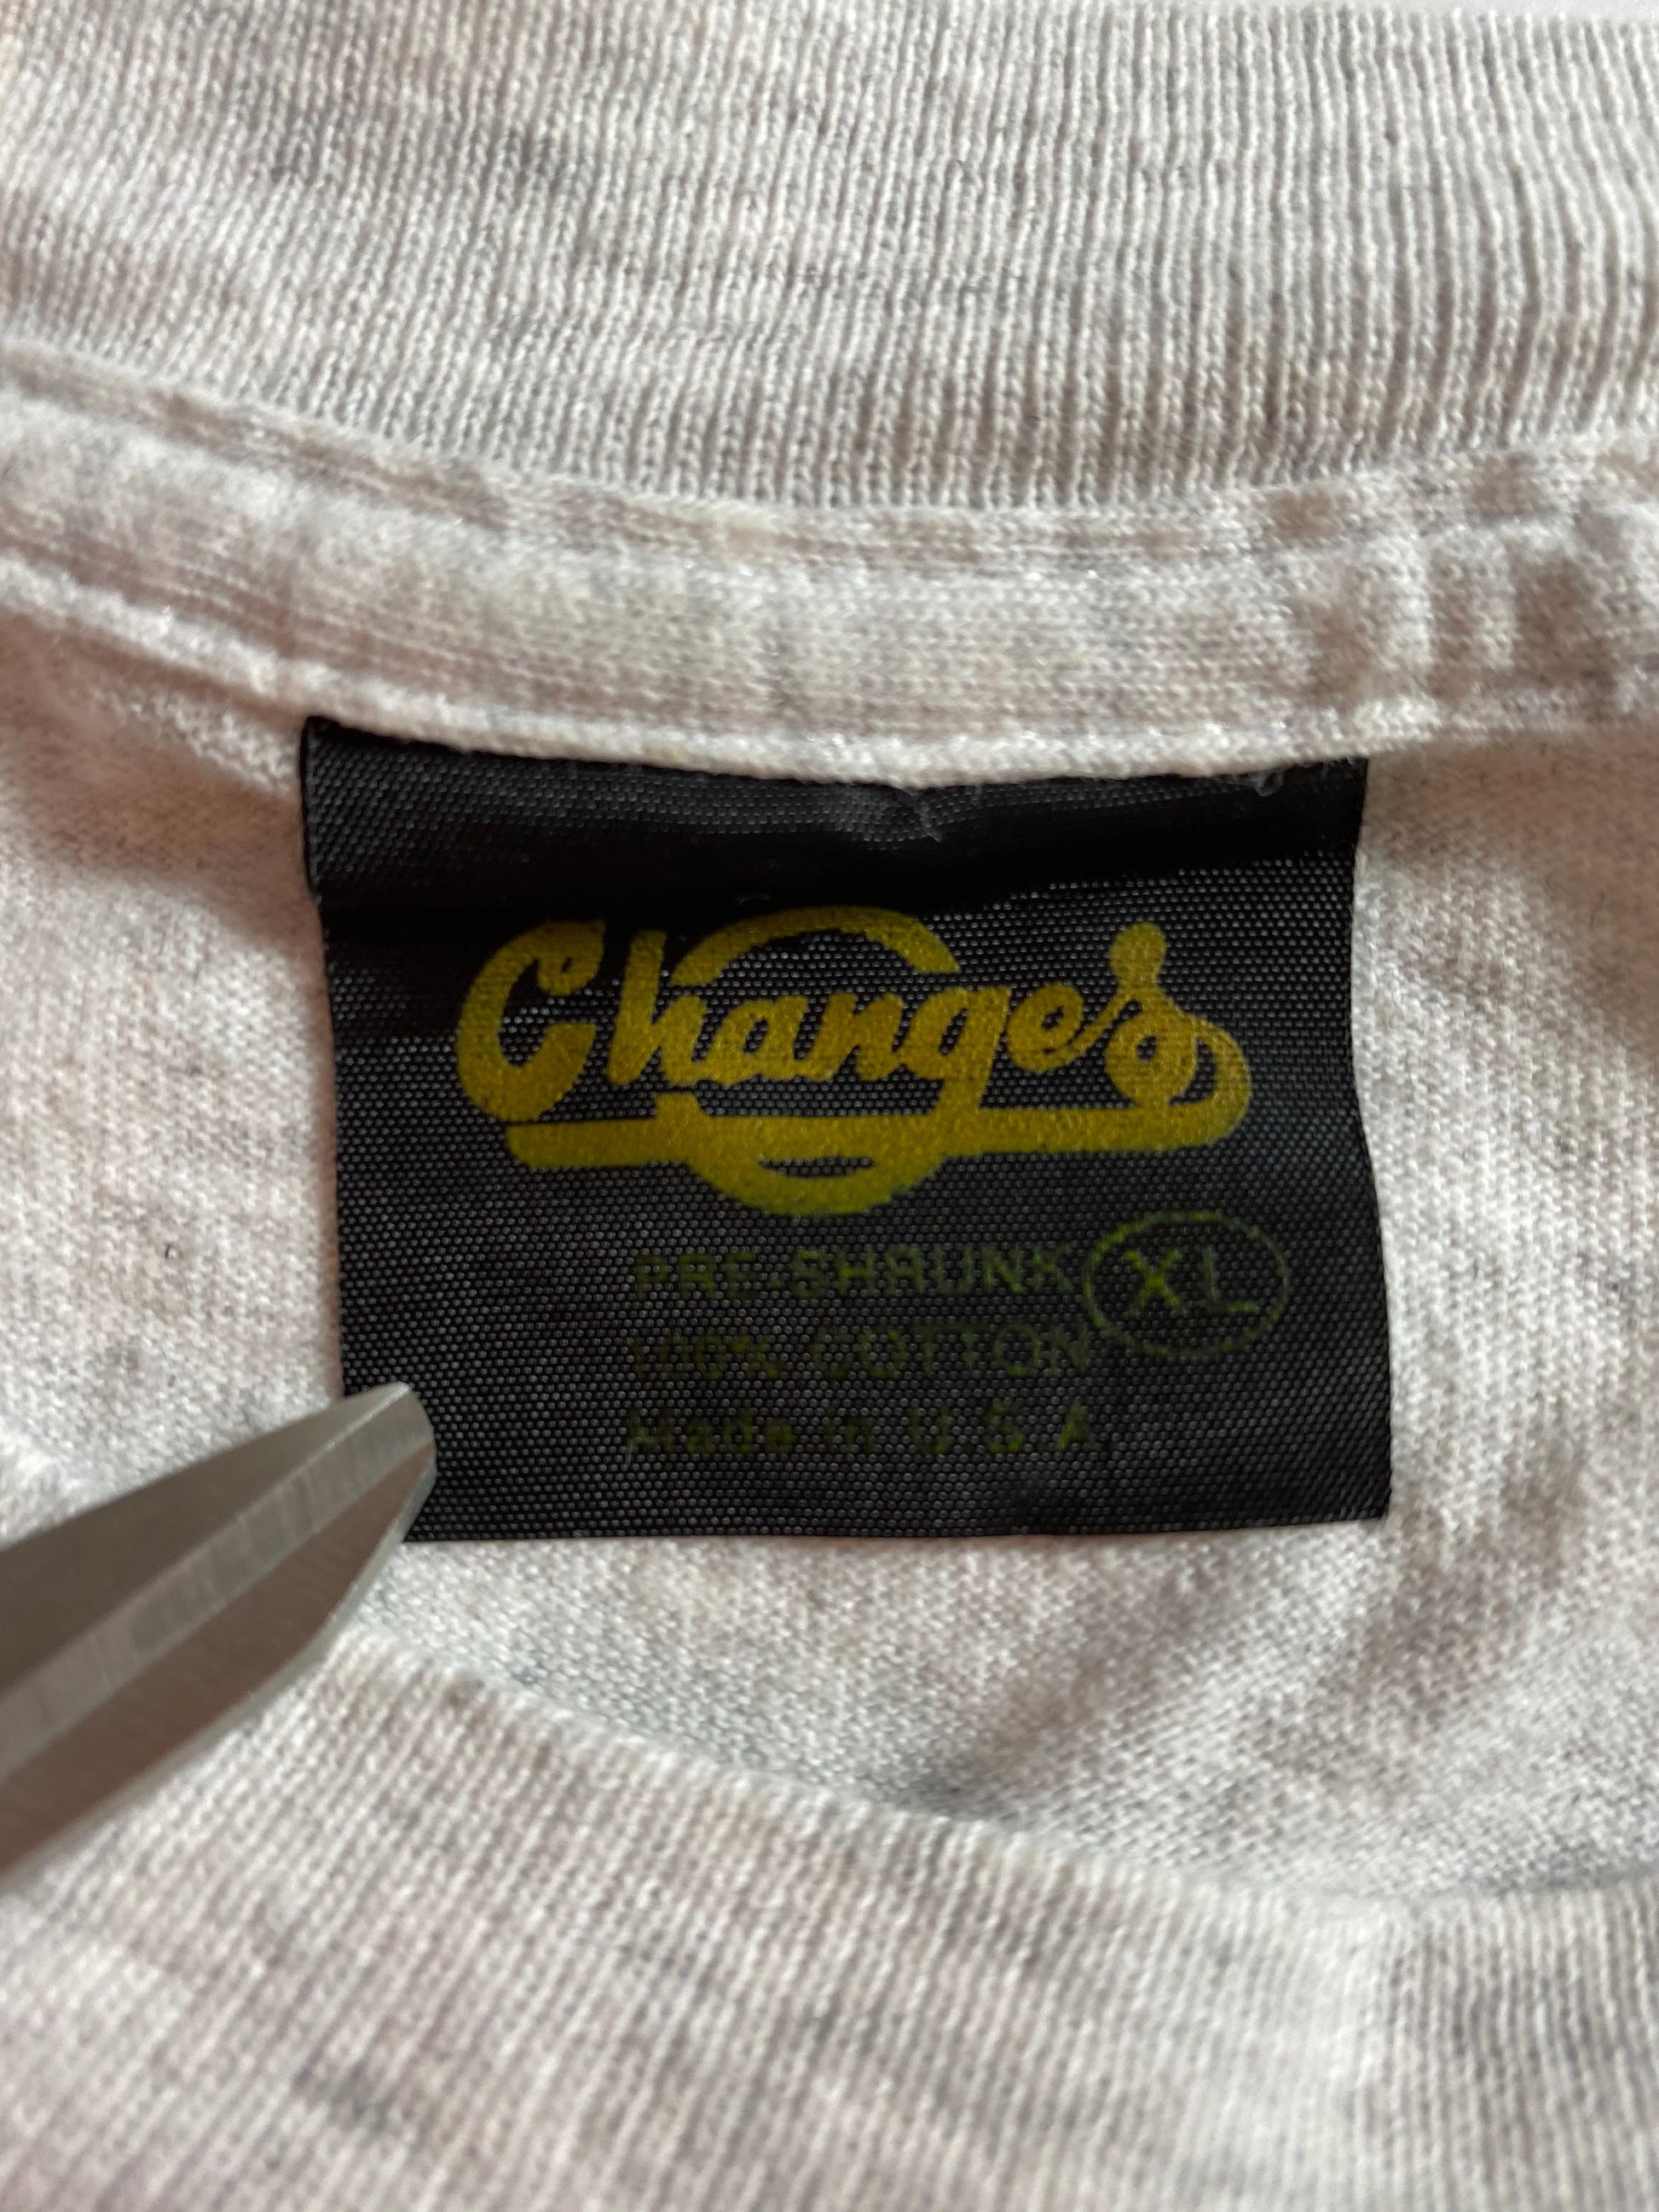 Changes
PRE-SHRUNK XL
100% COTTON
Made in U.S.A.